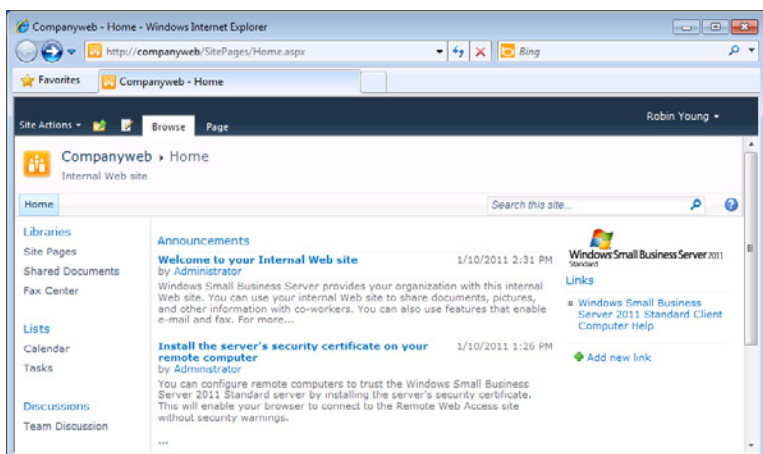 Companyweb - Home - Windows Internet Explorer
http://companyweb/SitePages/Home.aspx
Bing
Favorites
Companyweb - Home
Site Actions
Browse
Page
Robin Young
Companyweb ▸ Home
Internal Web site
Home
Search this site...
Libraries
Site Pages
Shared Documents
Fax Center
Lists
Calendar
Tasks
Discussions
Team Discussion
Announcements
Welcome to your Internal Web site 1/10/2011 2:31 PM
by Administrator
Windows Small Business Server provides your organization with this internal
Web site. You can use your internal Web site to share documents, pictures,
and other information with co-workers. You can also use features that enable
e-mail and fax. For more...
Install the server's security certificate on your 1/10/2011 1:26 PM
remote computer
by Administrator
You can configure remote computers to trust the Windows Small Business
Server 2011 Standard server by installing the server's security certificate.
This will enable your browser to connect to the Remote Web Access site
without security warnings.
...
Windows Small Business Server 2011
Standard
Links
Windows Small Business
Server 2011 Standard Client
Computer Help
Add new link